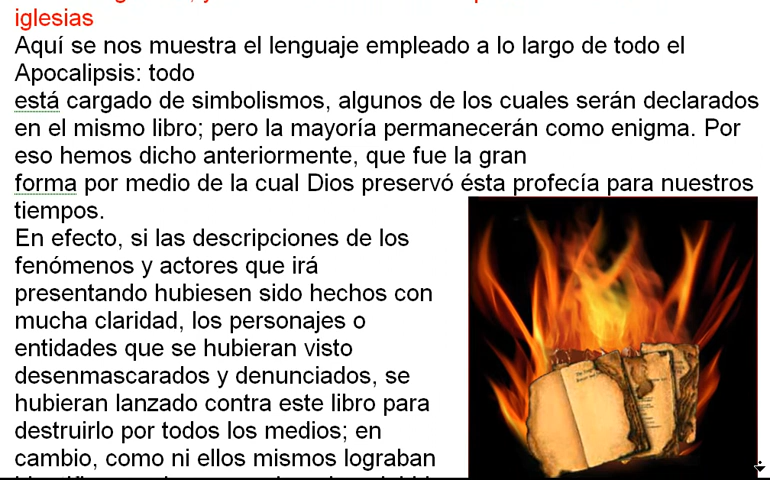 iglesias
Aquí se nos muestra el lenguaje empleado a lo largo de todo el
Apocalipsis: todo
está cargado de simbolismos, algunos de los cuales serán declarados
en el mismo libro; pero la mayoría permanecerán como enigma. Por
eso hemos dicho anteriormente, que fue la gran
forma por medio de la cual Dios preservó ésta profecía para nuestros
tiempos.
En efecto, si las descripciones de los
fenómenos y actores que irá
presentando hubiesen sido hechos con
mucha claridad, los personajes o
entidades que se hubieran visto
desenmascarados y denunciados, se
hubieran lanzado contra este libro para
destruirlo por todos los medios; en
cambio, como ni ellos mismos lograban